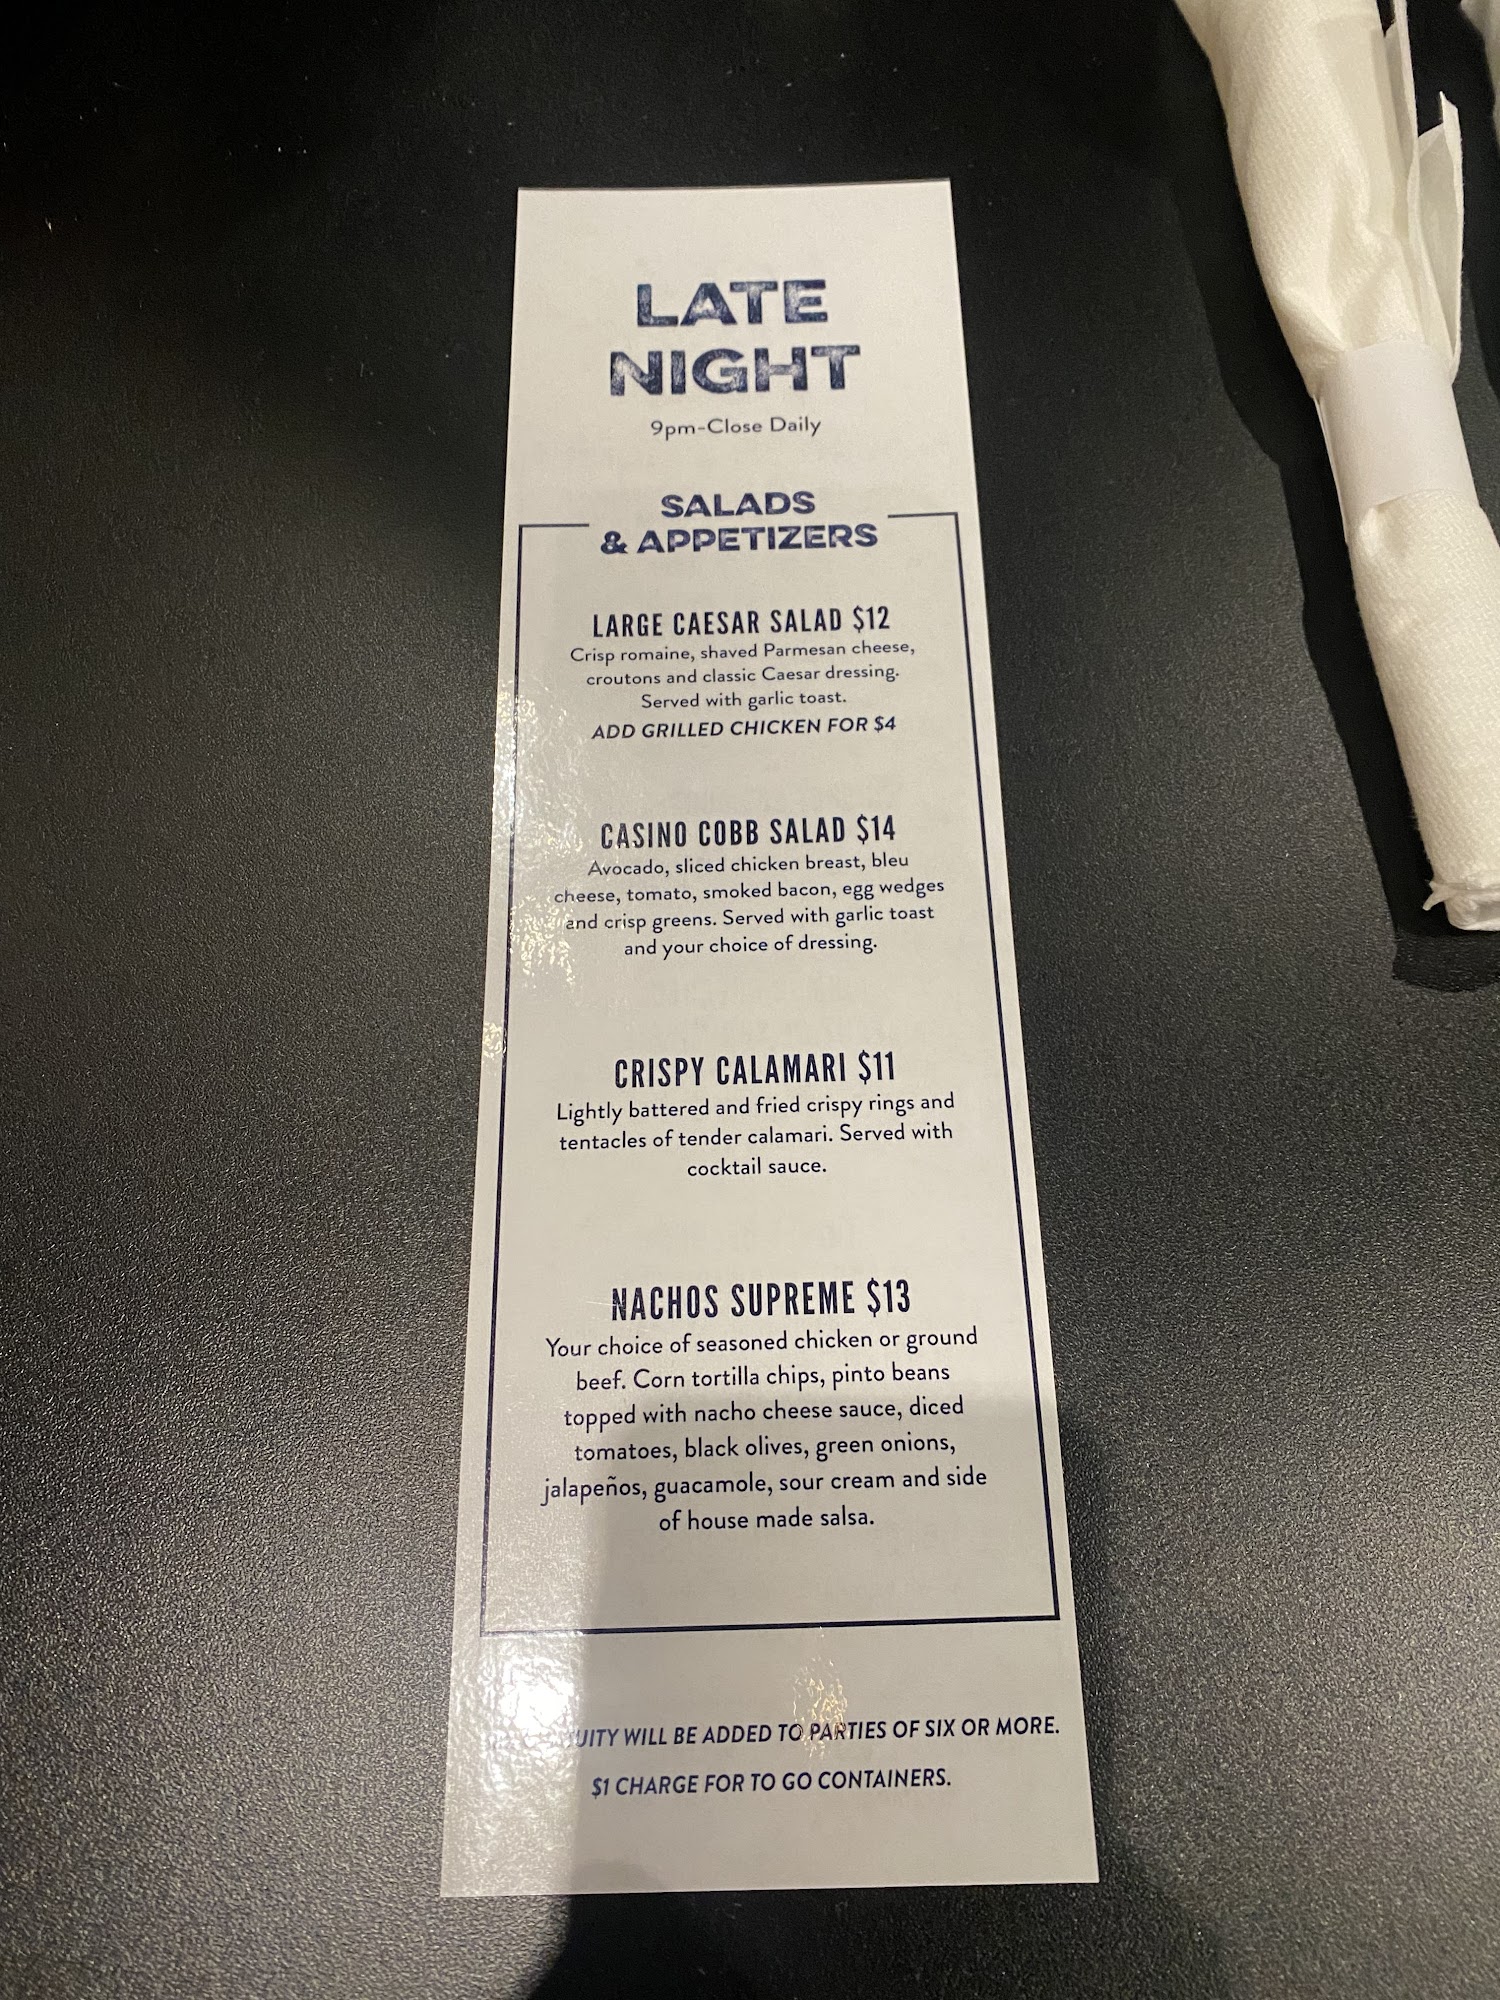 LATE
NIGHT
9pm-Close Daily
SALADS
& APPETIZERS
LARGE CAESAR SALAD $12
Crisp romaine, shaved Parmesan cheese,
croutons and classic Caesar dressing.
Served with garlic toast.
ADD GRILLED CHICKEN FOR $4
CASINO COBB SALAD $14
Avocado, sliced chicken breast, bleu
cheese, tomato, smoked bacon, egg wedges
and crisp greens. Served with garlic toast
and your choice of dressing.
CRISPY CALAMARI $11
Lightly battered and fried crispy rings and
tentacles of tender calamari. Served with
cocktail sauce.
NACHOS SUPREME $13
Your choice of seasoned chicken or ground
beef. Corn tortilla chips, pinto beans
topped with nacho cheese sauce, diced
tomatoes, black olives, green onions,
jalapeños, guacamole, sour cream and side
of house made salsa.
WILL BE ADDED TO PARTIES OF SIX OR MORE.
$1 CHARGE FOR TO GO CONTAINERS.